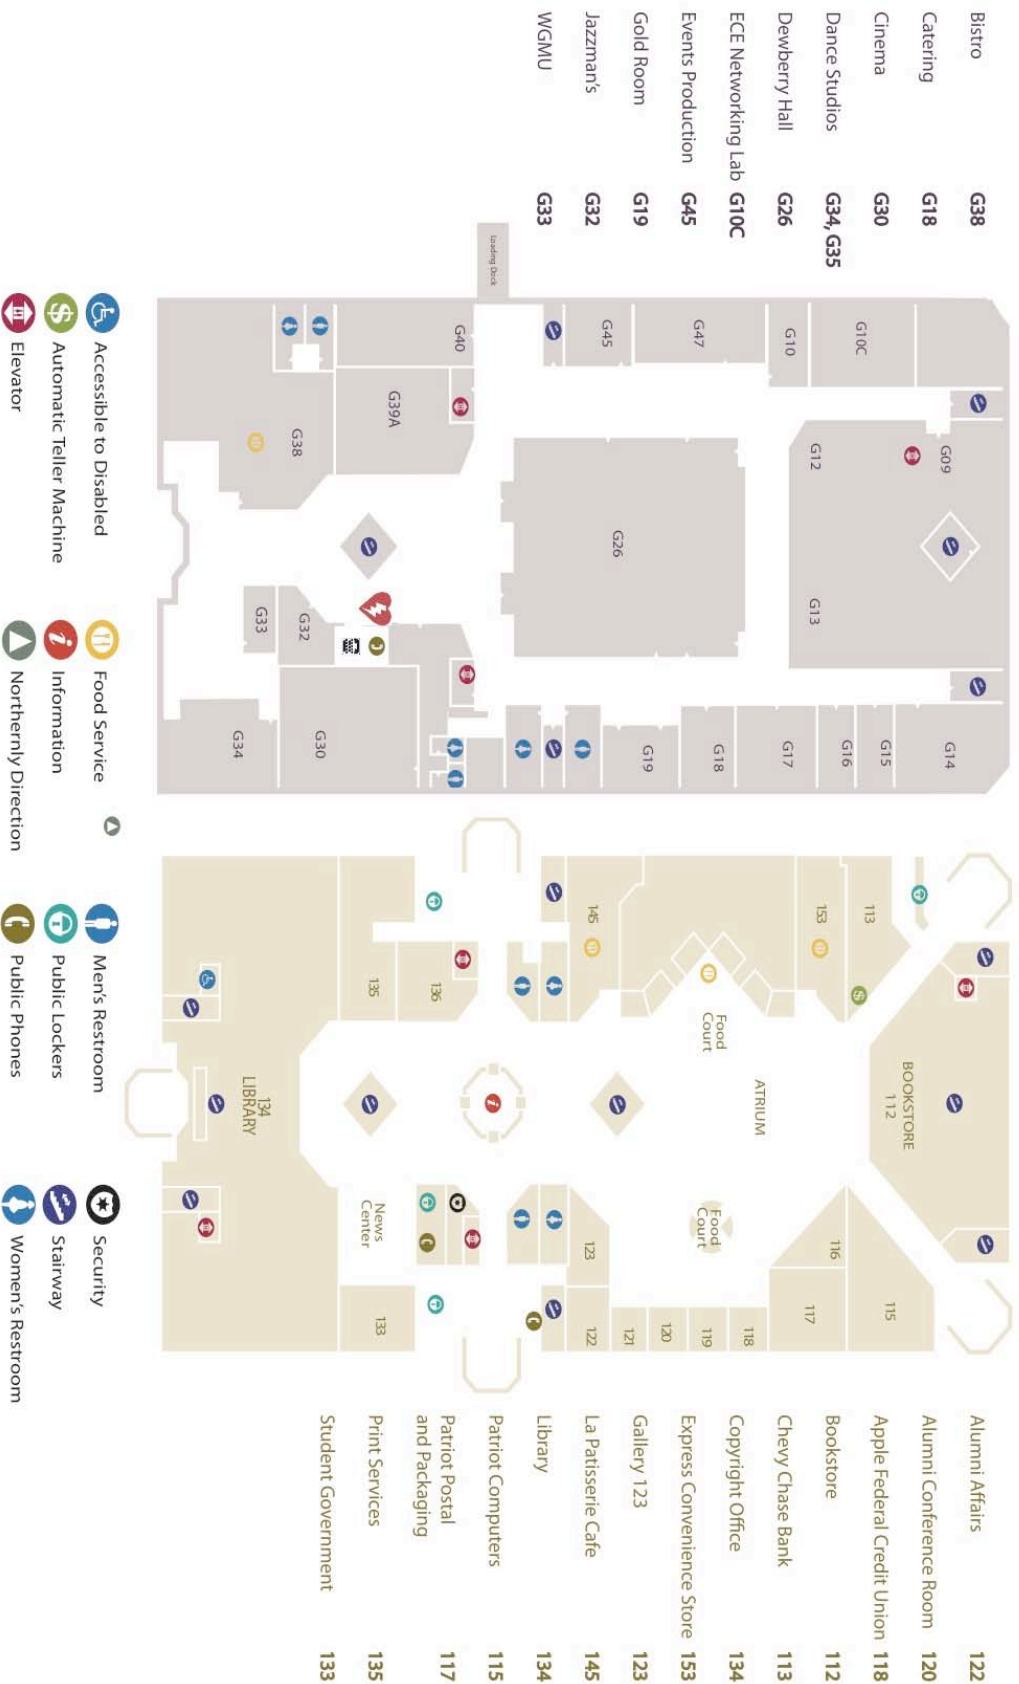 Bistro G38
Catering G18
Cinema G30
Dance Studios G34, G35
Dewberry Hall G26
ECE Networking Lab G10C
Events Production G45
Gold Room G19
Jazzman's G32
WGMU G33
Loading Dock
G40
G45
G47
G10
G10C
G39A
G38
G12
G09
G26
G13
G33
G32
G34
G30
G19
G18
G17
G16
G15
G14
145
153
113
135
136
Food
Court
ATRIUM
BOOKSTORE
112
134
LIBRARY
News
Center
Food
Court
123
116
133
122
121
120
119
118
117
115
Alumni Affairs 122
Alumni Conference Room 120
Apple Federal Credit Union 118
Bookstore 112
Chevy Chase Bank 113
Copyright Office 134
Express Convenience Store 153
Gallery 123 123
La Patisserie Cafe 145
Library 134
Patriot Computers 115
Patriot Postal
and Packaging 117
Print Services 135
Student Government 133
Accessible to Disabled
Automatic Teller Machine
Elevator
Food Service
Information
Northernly Direction
Men's Restroom
Public Lockers
Public Phones
Security
Stairway
Women's Restroom